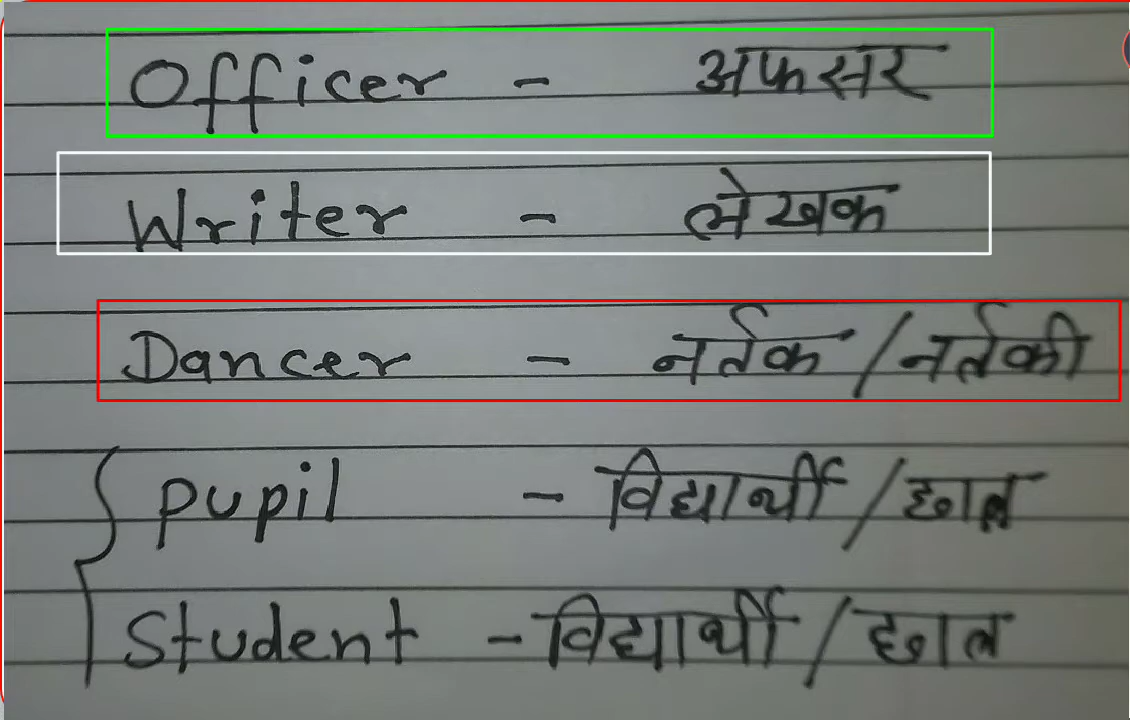 Officer - अफसर
Writer - लेखक
Dancer - नर्तक / नर्तकी
Pupil - विद्यार्थी / छात्र
Student - विद्यार्थी / छात्र